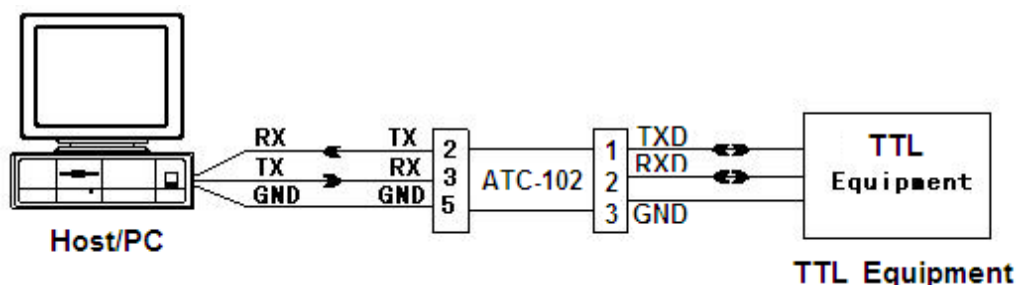 RX TX 2 1 TXD
TX RX 3 ATC-102 2 RXD
GND GND 5 3 GND
TTL
Equipment
Host/PC
TTL Equipment